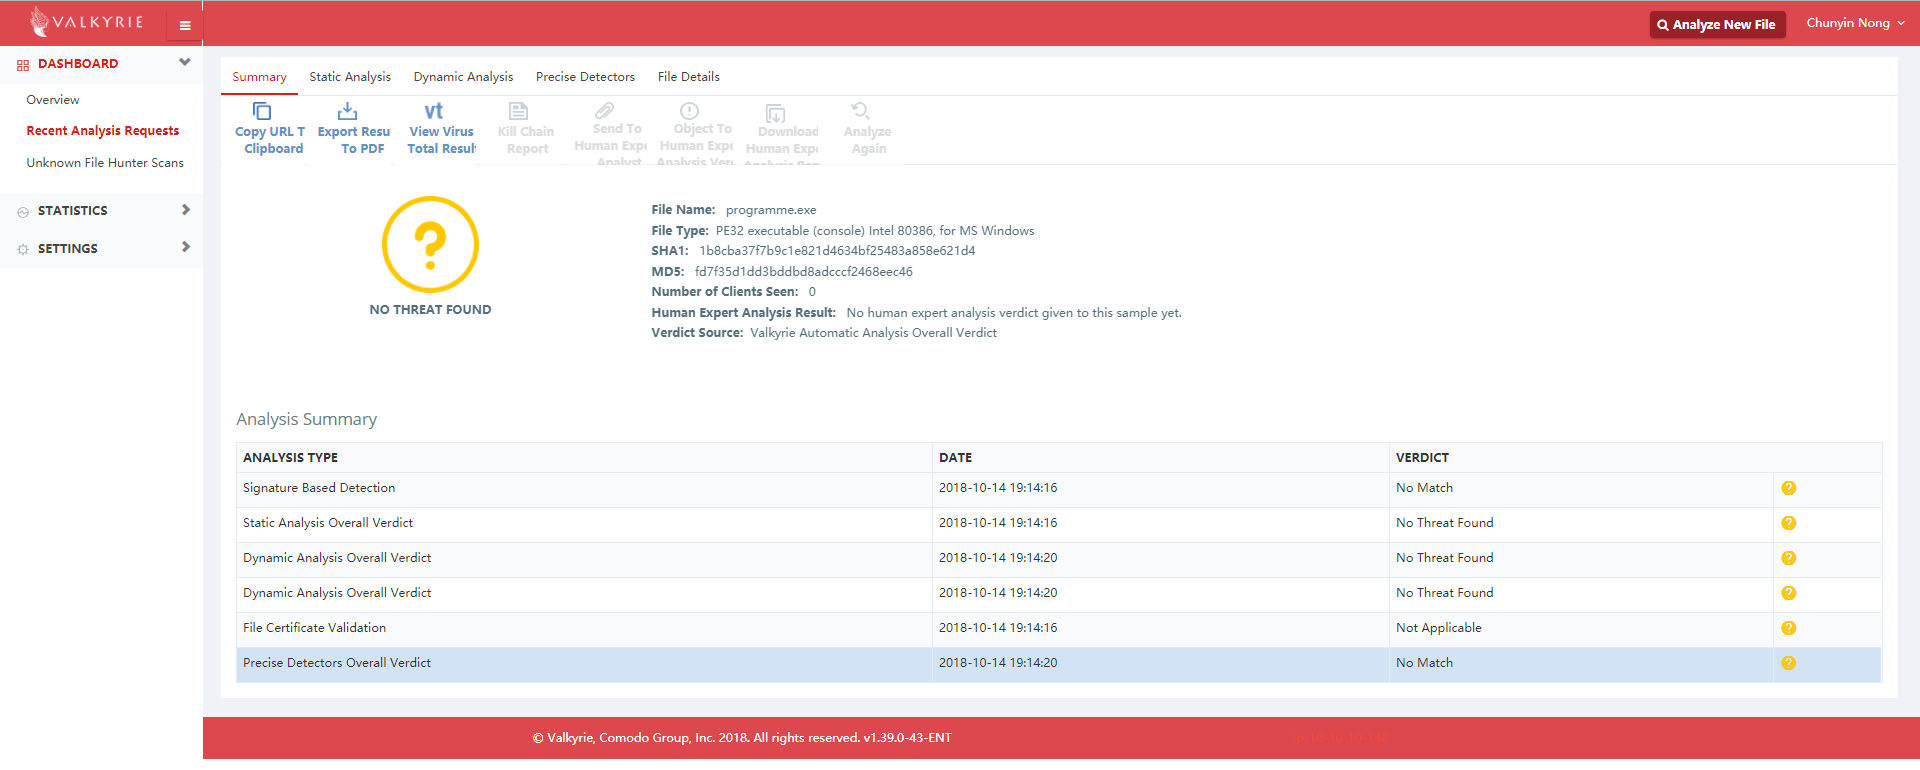 VALKYRIE
Analyze New File
Chunyin Nong
DASHBOARD
Overview
Recent Analysis Requests
Unknown File Hunter Scans
STATISTICS
SETTINGS
Summary Static Analysis Dynamic Analysis Precise Detectors File Details
Copy URL T
Clipboard
Export Resu
To PDF
vt
View Virus
Total Resul
Kill Chain
Report
Send To
Human Expe
Analyst
Object To
Human Expe
Analysis Ver
Download
Human Expe
Analyze
Again
NO THREAT FOUND
File Name: programme.exe
File Type: PE32 executable (console) Intel 80386, for MS Windows
SHA1: 1b8cba37f7b9c1e821d4634bf25483a858e621d4
MD5: fd7f35d1dd3bddbd8adcccf2468eec46
Number of Clients Seen: 0
Human Expert Analysis Result: No human expert analysis verdict given to this sample yet.
Verdict Source: Valkyrie Automatic Analysis Overall Verdict
Analysis Summary
ANALYSIS TYPE DATE VERDICT
Signature Based Detection 2018-10-14 19:14:16 No Match ?
Static Analysis Overall Verdict 2018-10-14 19:14:16 No Threat Found ?
Dynamic Analysis Overall Verdict 2018-10-14 19:14:20 No Threat Found ?
Dynamic Analysis Overall Verdict 2018-10-14 19:14:20 No Threat Found ?
File Certificate Validation 2018-10-14 19:14:16 Not Applicable ?
Precise Detectors Overall Verdict 2018-10-14 19:14:20 No Match ?
© Valkyrie, Comodo Group, Inc. 2018. All rights reserved. v1.39.0-43-ENT